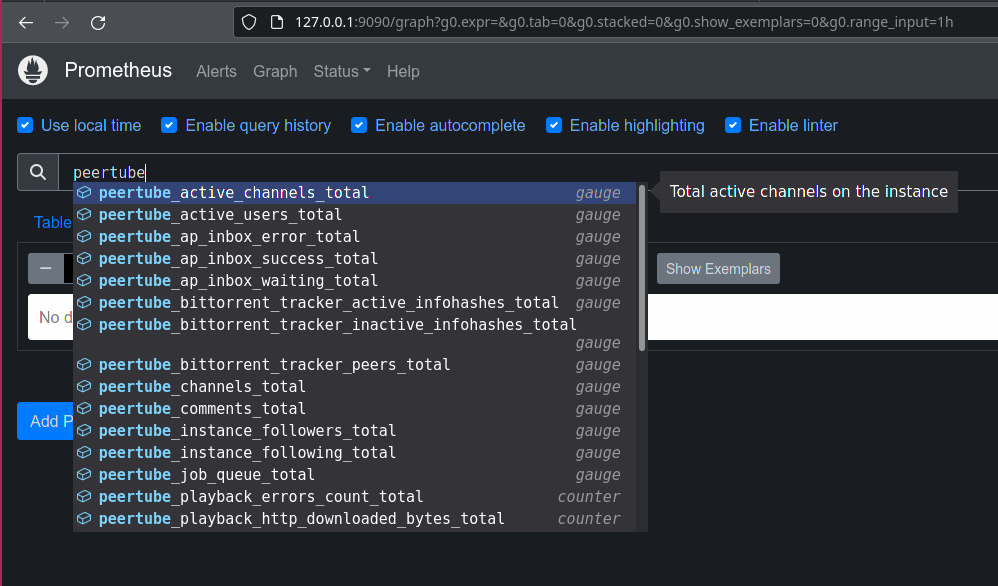 127.0.0.1:9090/graph?g0.expr=&g0.tab=0&g0.stacked=0&g0.show_exemplars=0&g0.range_input=1h
Prometheus Alerts Graph Status Help
Use local time Enable query history Enable autocomplete Enable highlighting Enable linter
peertube
peertube_active_channels_total gauge Total active channels on the instance
peertube_active_users_total gauge
Table
peertube_ap_inbox_error_total gauge
peertube_ap_inbox_success_total gauge
Show Exemplars
peertube_ap_inbox_waiting_total gauge
peertube_bittorrent_tracker_active_infohashes_total gauge
No d
peertube_bittorrent_tracker_inactive_infohashes_total
gauge
peertube_bittorrent_tracker_peers_total gauge
peertube_channels_total gauge
peertube_comments_total gauge
Add P
peertube_instance_followers_total gauge
peertube_instance_following_total gauge
peertube_job_queue_total gauge
peertube_playback_errors_count_total counter
peertube_playback_http_downloaded_bytes_total counter